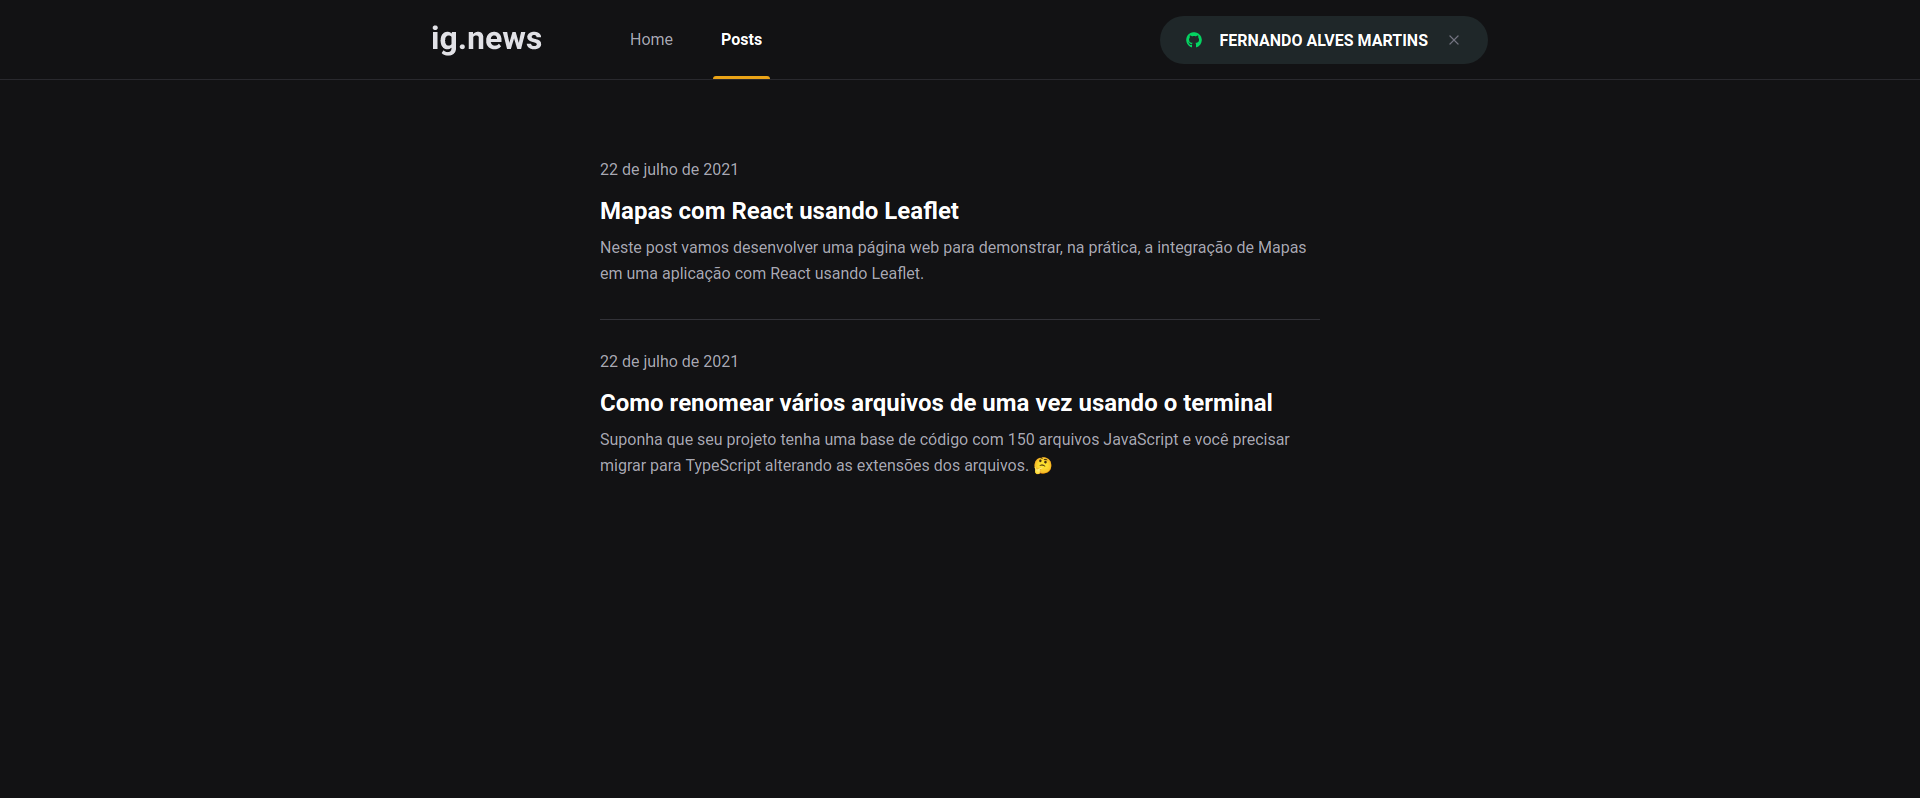 ig.news
Home
Posts
FERNANDO ALVES MARTINS
22 de julho de 2021
Mapas com React usando Leaflet
Neste post vamos desenvolver uma página web para demonstrar, na prática, a integração de Mapas
em uma aplicação com React usando Leaflet.
22 de julho de 2021
Como renomear vários arquivos de uma vez usando o terminal
Suponha que seu projeto tenha uma base de código com 150 arquivos JavaScript e você precisar
migrar para TypeScript alterando as extensões dos arquivos. 🤔